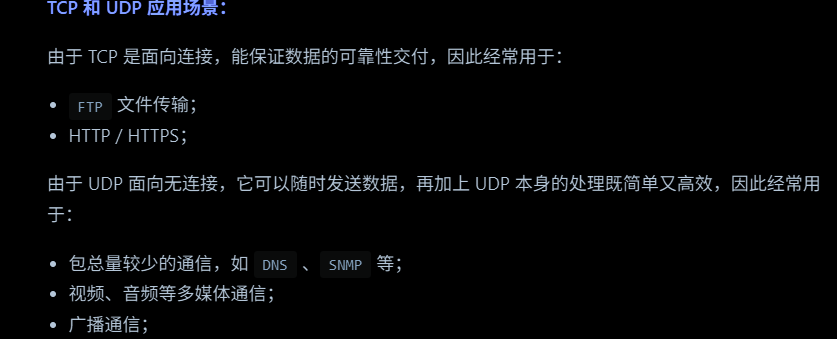 TCP 和 UDP 应用场景：
由于 TCP 是面向连接，能保证数据的可靠性交付，因此经常用于：
FTP 文件传输；
HTTP / HTTPS；
由于 UDP 面向无连接，它可以随时发送数据，再加上 UDP 本身的处理既简单又高效，因此经常用
于：
包总量较少的通信，如 DNS 、 SNMP 等；
视频、音频等多媒体通信；
广播通信；